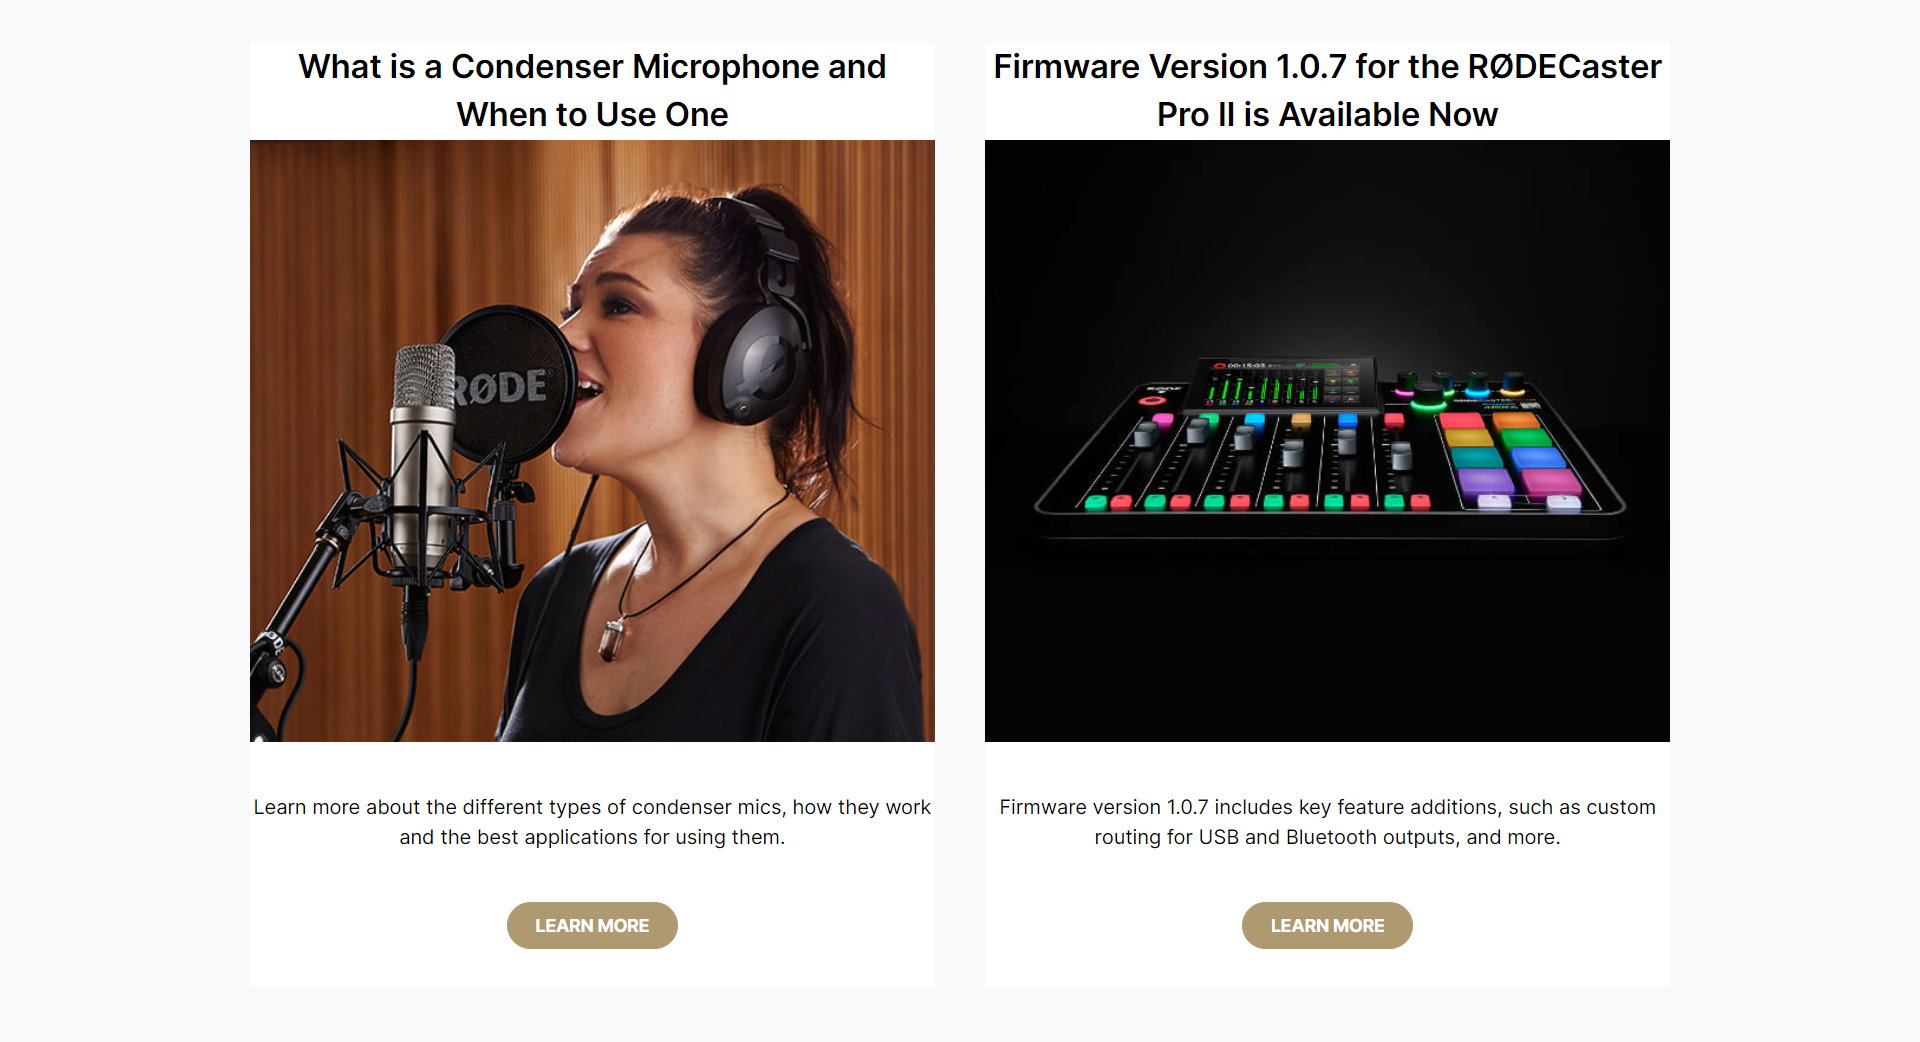 What is a Condenser Microphone and
When to Use One
RØDE
Learn more about the different types of condenser mics, how they work
and the best applications for using them.
LEARN MORE
Firmware Version 1.0.7 for the RØDECaster
Pro II is Available Now
00:15:03
Firmware version 1.0.7 includes key feature additions, such as custom
routing for USB and Bluetooth outputs, and more.
LEARN MORE